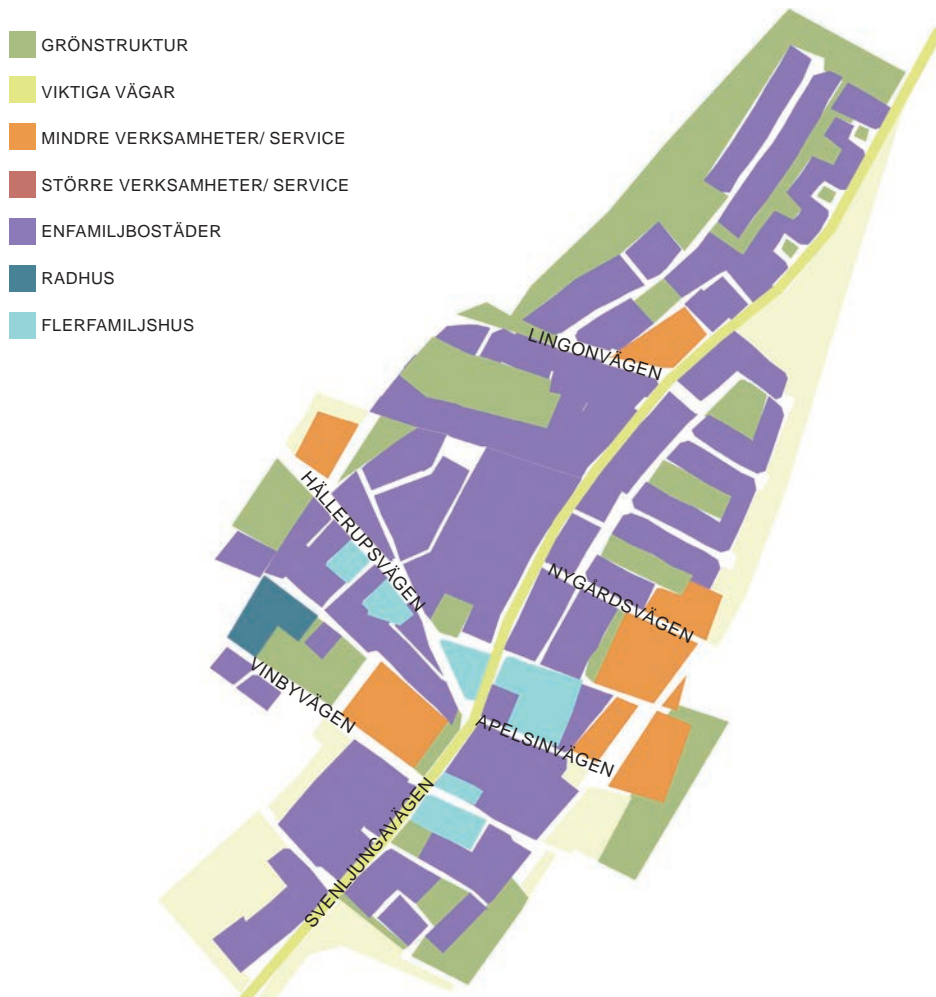 GRÖNSTRUKTUR
VIKTIGA VÄGAR
MINDRE VERKSAMHETER/ SERVICE
STÖRRE VERKSAMHETER/ SERVICE
ENFAMILJBOSTÄDER
RADHUS
FLERFAMILJSHUS
LINGONVÄGEN
HÄLLERUPSVÄGEN
NYGÅRDSVÄGEN
VINBYVÄGEN
APELSINVÄGEN
SVENLJUNGAVÄGEN